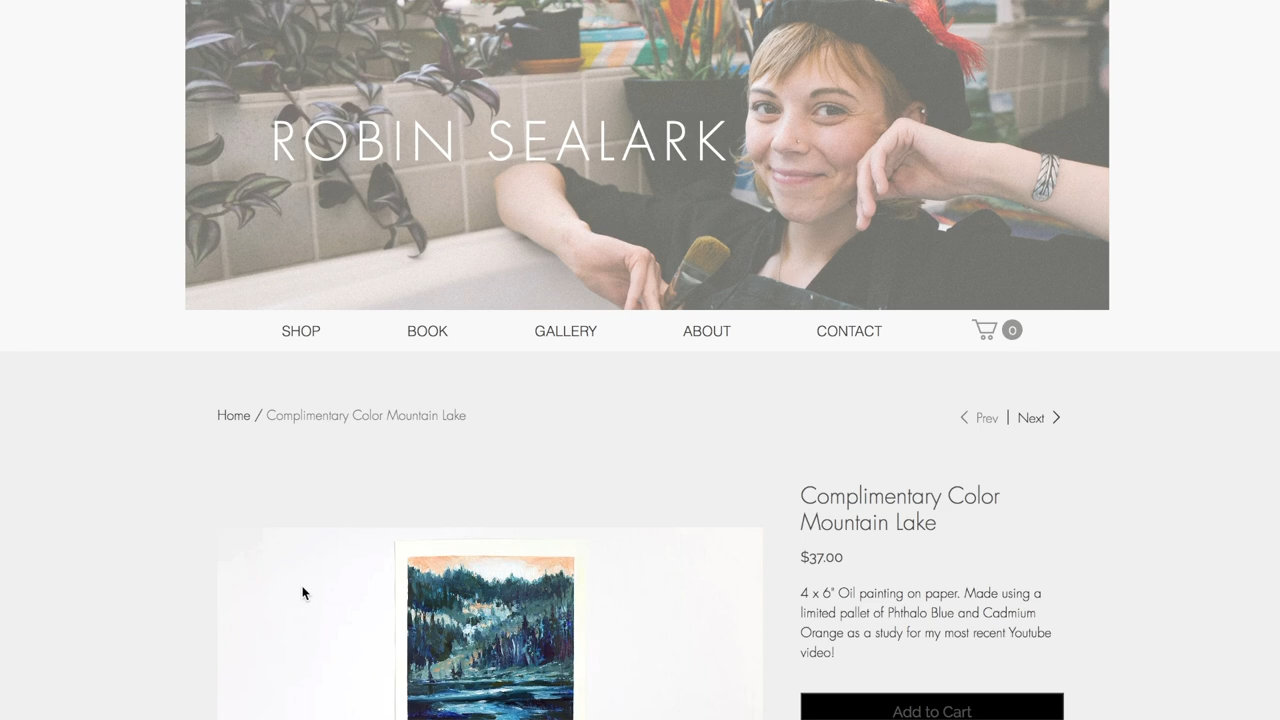 ROBIN SEALARK
SHOP BOOK GALLERY ABOUT CONTACT 0
Home / Complimentary Color Mountain Lake
Prev | Next
Complimentary Color
Mountain Lake
$37.00
4 x 6" Oil painting on paper. Made using a
limited pallet of Phthalo Blue and Cadmium
Orange as a study for my most recent Youtube
video!
Add to Cart